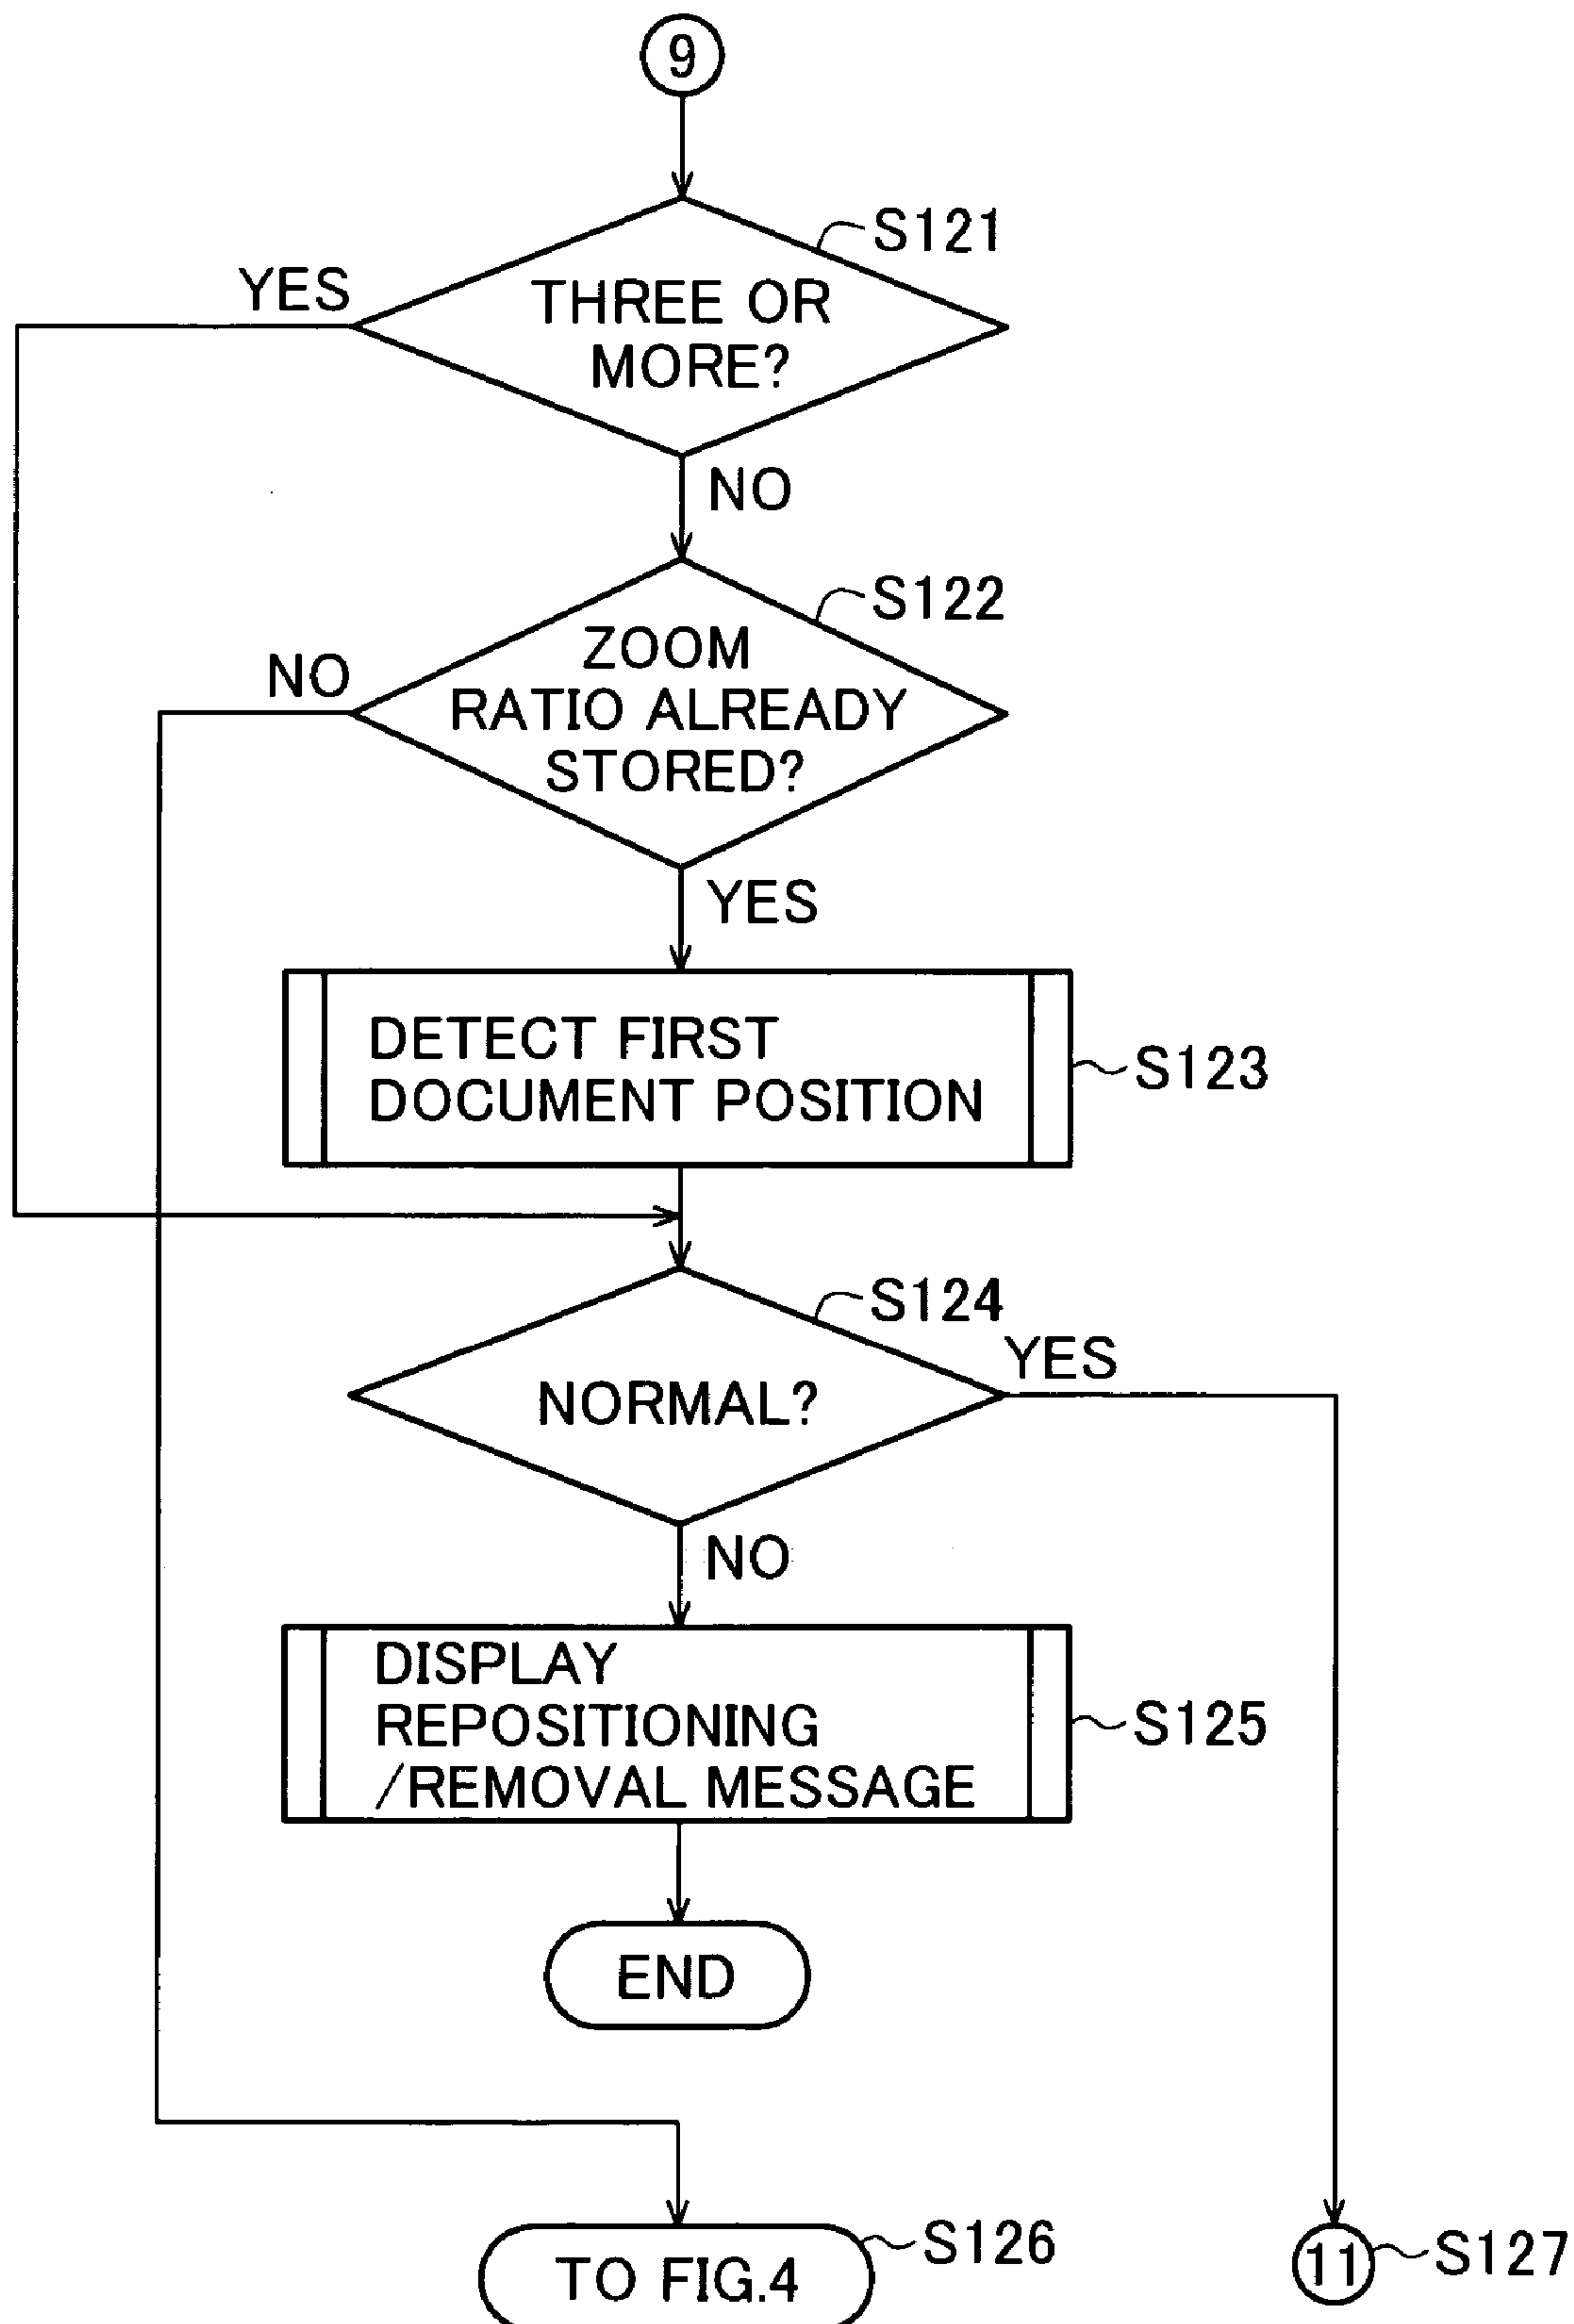 9
S121
YES
THREE OR
MORE?
NO
S122
ZOOM
NO
RATIO ALREADY
STORED?
YES
DETECT FIRST
DOCUMENT POSITION
S123
S124
YES
NORMAL?
NO
DISPLAY
REPOSITIONING
/REMOVAL MESSAGE
S125
END
S126
TO FIG.4
11
S127